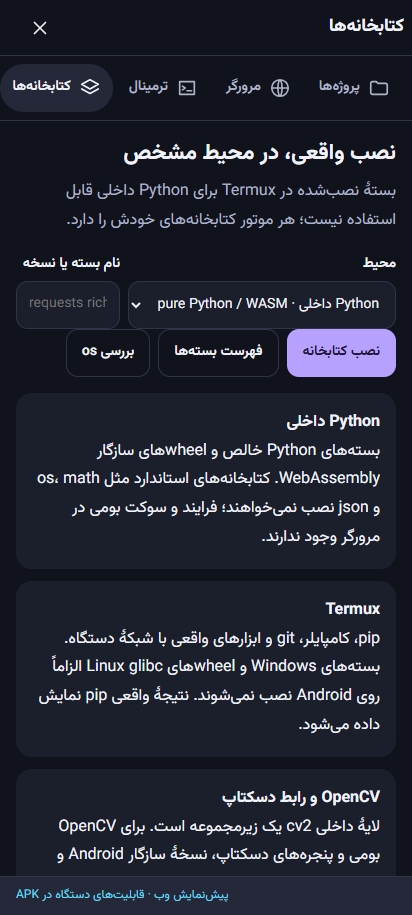 کتابخانه‌ها
پروژه‌ها
مرورگر
ترمینال
کتابخانه‌ها
نصب واقعی، در محیط مشخص
بستهٔ نصب‌شده در Termux برای Python داخلی قابل
استفاده نیست؛ هر موتور کتابخانه‌های خودش را دارد.
محیط
نام بسته یا نسخه
Python داخلی · pure Python / WASM
requests rich
نصب کتابخانه
فهرست بسته‌ها
بررسی os
Python داخلی
بسته‌های Python خالص و wheelهای سازگار
WebAssembly. کتابخانه‌های استاندارد مثل os، math
و json نصب نمی‌خواهند؛ فرایند و سوکت بومی در
مرورگر وجود ندارند.
Termux
pip، کامپایلر، git و ابزارهای واقعی با شبکهٔ دستگاه.
بسته‌های Windows و wheelهای Linux glibc الزاماً
روی Android نصب نمی‌شوند. نتیجهٔ واقعی pip نمایش
داده می‌شود.
OpenCV و رابط دسکتاپ
لایهٔ داخلی cv2 یک زیرمجموعه است. برای OpenCV
بومی و پنجره‌های دسکتاپ، نسخهٔ سازگار Android و
پیش‌نمایش وب · قابلیت‌های دستگاه در APK